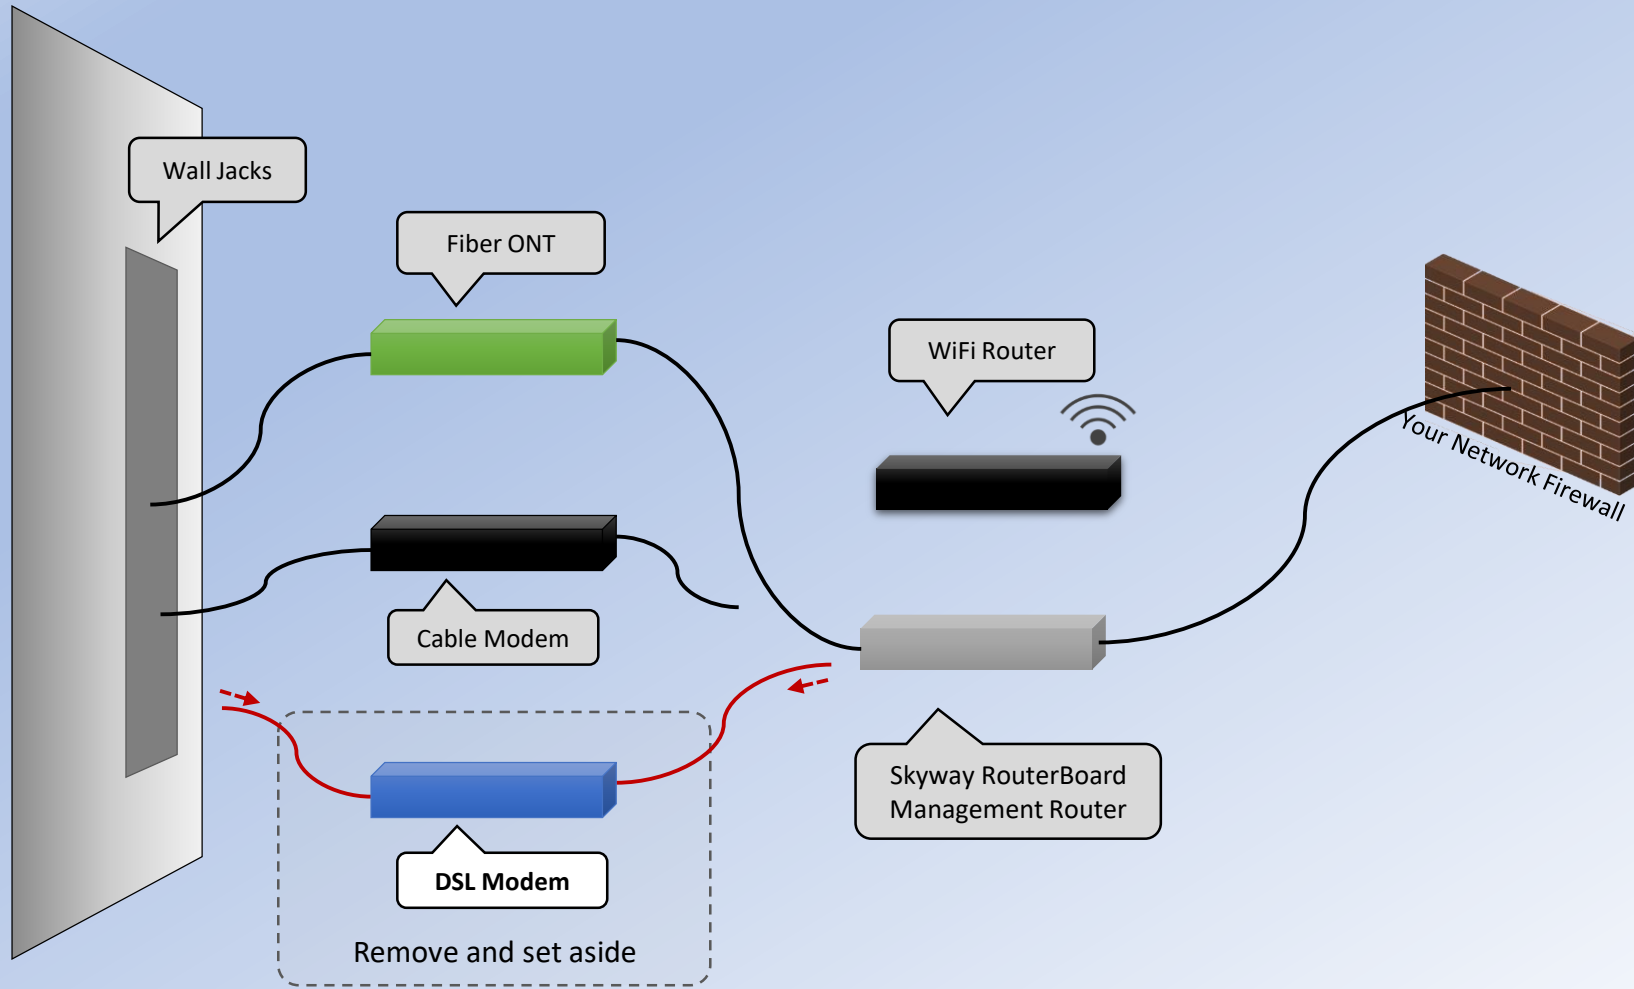 Wall Jacks
Fiber ONT
WiFi Router
Your Network Firewall
Cable Modem
Skyway RouterBoard
Management Router
DSL Modem
Remove and set aside